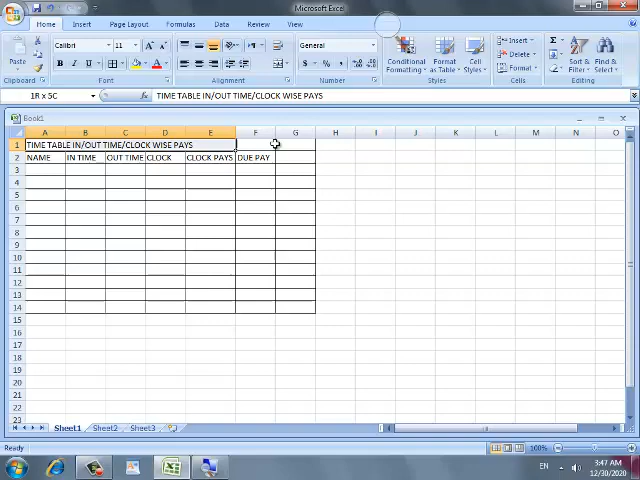 Microsoft Excel
Home Insert Page Layout Formulas Data Review View
Paste Calibri 11 General Conditional Formatting Format as Table Cell Styles Insert Delete Format Sort & Filter Find & Select
Clipboard Font Alignment Number Styles Cells Editing
1R x 5C fx TIME TABLE IN/OUT TIME/CLOCK WISE PAYS
Book1
A B C D E F G H I J K L M N O
1 TIME TABLE IN/OUT TIME/CLOCK WISE PAYS
2 NAME IN TIME OUT TIME CLOCK CLOCK PAYS DUE PAY
3
4
5
6
7
8
9
10
11
12
13
14
15
16
17
18
19
20
21
22
23
Sheet1 Sheet2 Sheet3
Ready 100%
EN 3:47 AM
12/30/2020